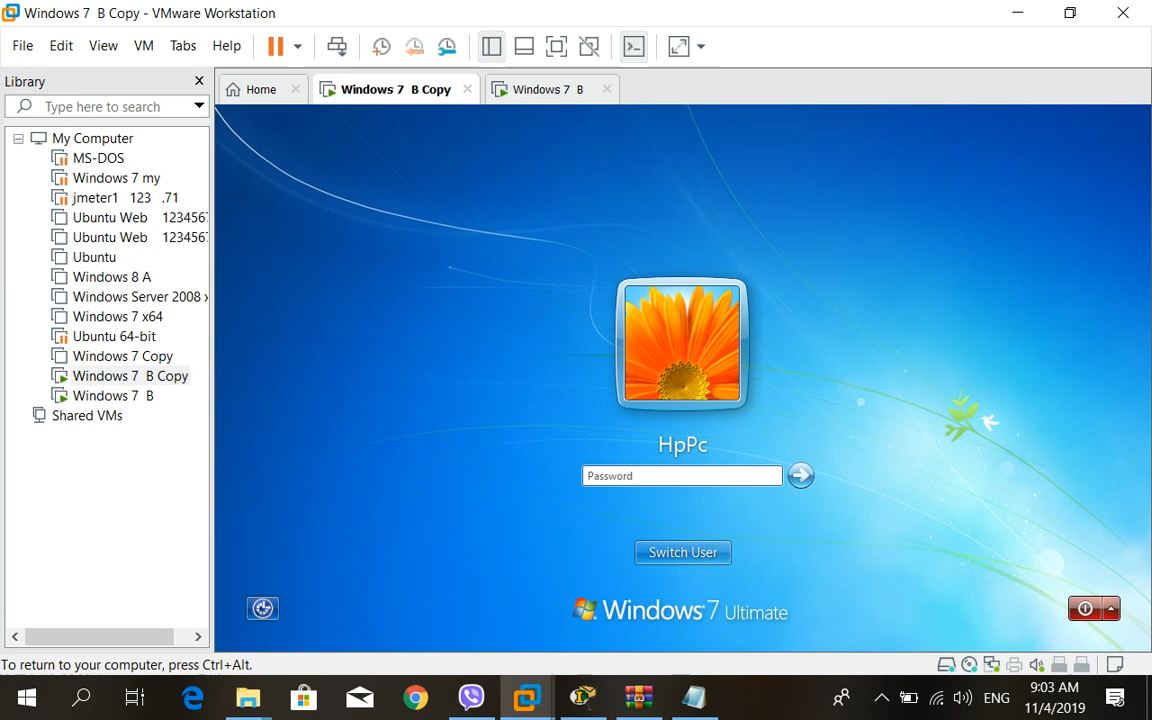 Windows 7  B Copy - VMware Workstation
File Edit View VM Tabs Help
Library
Type here to search
Home
Windows 7  B Copy
Windows 7  B
My Computer
MS-DOS
Windows 7 my
jmeter1  123  .71
Ubuntu Web  123456
Ubuntu Web  123456
Ubuntu
Windows 8 A
Windows Server 2008
Windows 7 x64
Ubuntu 64-bit
Windows 7 Copy
Windows 7  B Copy
Windows 7  B
Shared VMs
HpPc
Password
Switch User
Windows 7 Ultimate
To return to your computer, press Ctrl+Alt.
ENG
9:03 AM
11/4/2019